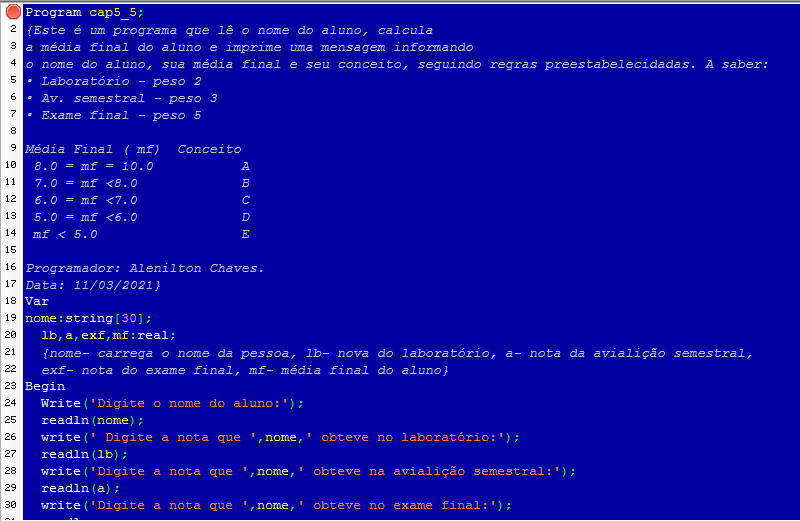 Program cap5_5;
2 {Este é um programa que lê o nome do aluno, calcula
3 a média final do aluno e imprime uma mensagem informando
4 o nome do aluno, sua média final e seu conceito, seguindo regras preestabelecidadas. A saber:
5 • Laboratório - peso 2
6 • Av. semestral - peso 3
7 • Exame final - peso 5
8
9 Média Final ( mf) Conceito
10 8.0 = mf = 10.0 A
11 7.0 = mf <8.0 B
12 6.0 = mf <7.0 C
13 5.0 = mf <6.0 D
14 mf < 5.0 E
15
16 Programador: Alenilton Chaves.
17 Data: 11/03/2021}
18 Var
19 nome:string[30];
20 lb,a,exf,mf:real;
21 {nome- carrega o nome da pessoa, lb- nova do laboratório, a- nota da avialição semestral,
22 exf- nota do exame final, mf- média final do aluno}
23 Begin
24 Write('Digite o nome do aluno:');
25 readln(nome);
26 write(' Digite a nota que ',nome,' obteve no laboratório:');
27 readln(lb);
28 write('Digite a nota que ',nome,' obteve na avialição semestral:');
29 readln(a);
30 write('Digite a nota que ',nome,' obteve no exame final:');